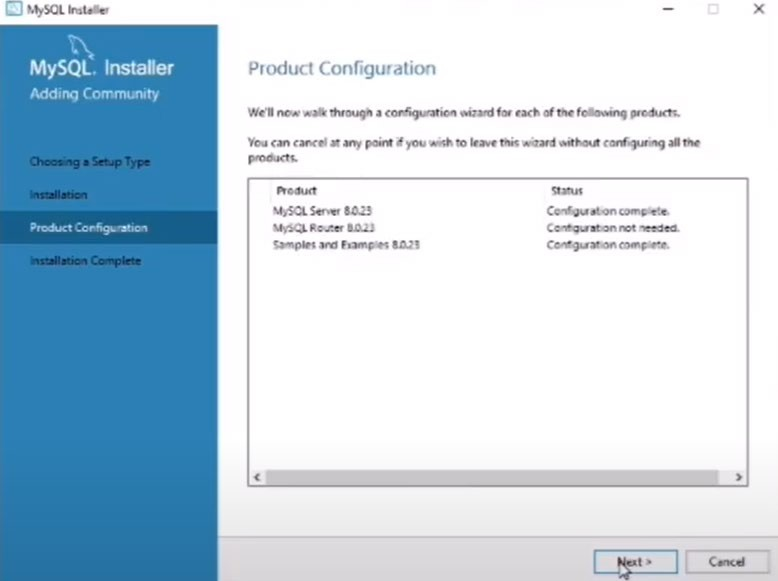 MySQL Installer
MySQL. Installer
Adding Community
Choosing a Setup Type
Installation
Product Configuration
Installation Complete
Product Configuration
We'll now walk through a configuration wizard for each of the following products.
You can cancel at any point if you wish to leave this wizard without configuring all the
products.
Product Status
MySQL Server 8.0.23 Configuration complete.
MySQL Router 8.0.23 Configuration not needed.
Samples and Examples 8.0.23 Configuration complete.
Next > Cancel